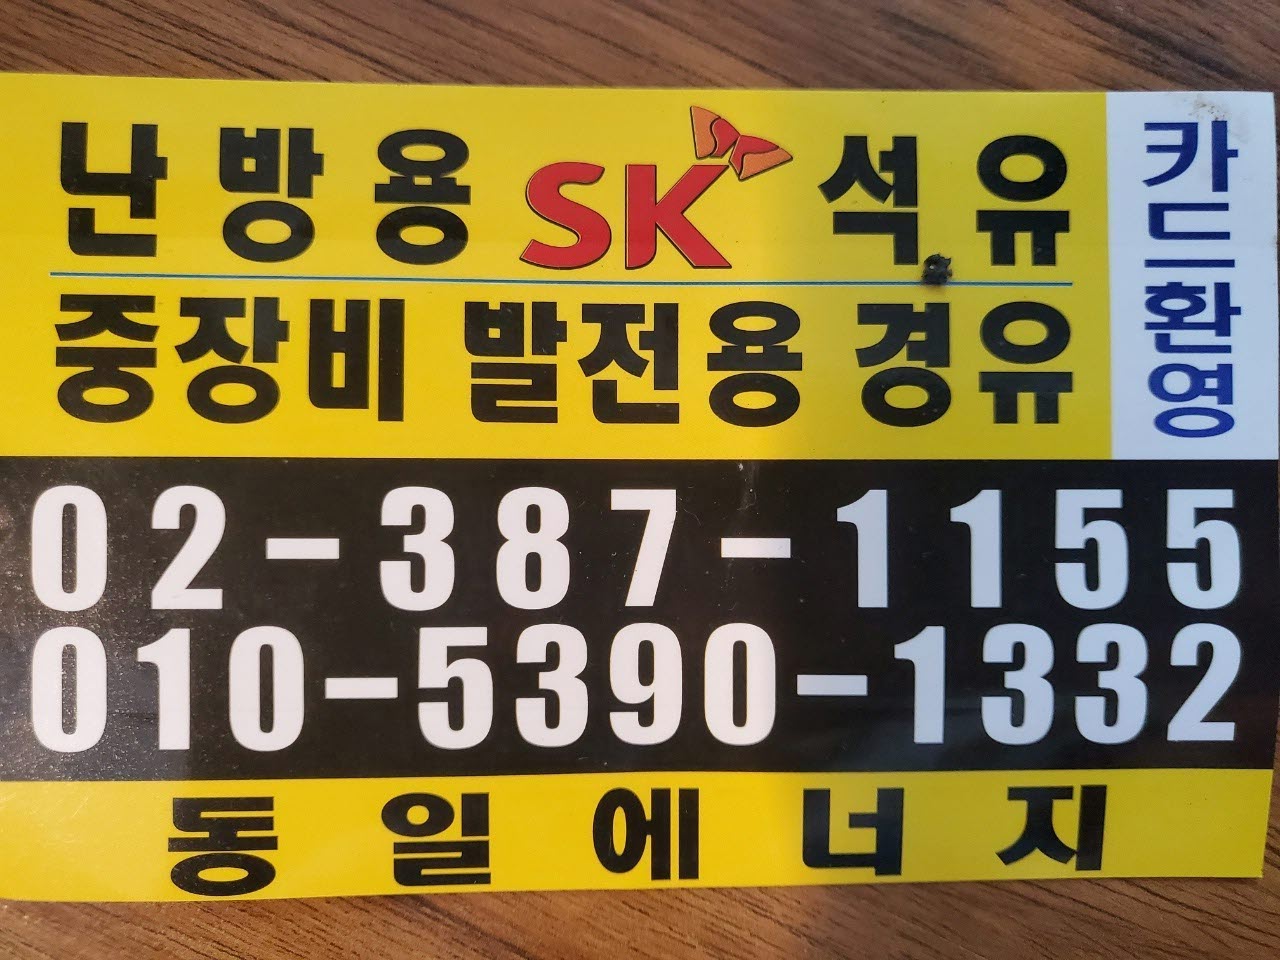 난방용 SK 석유
중장비 발전용 경유
카드환영
02-387-1155
010-5390-1332
동일에너지